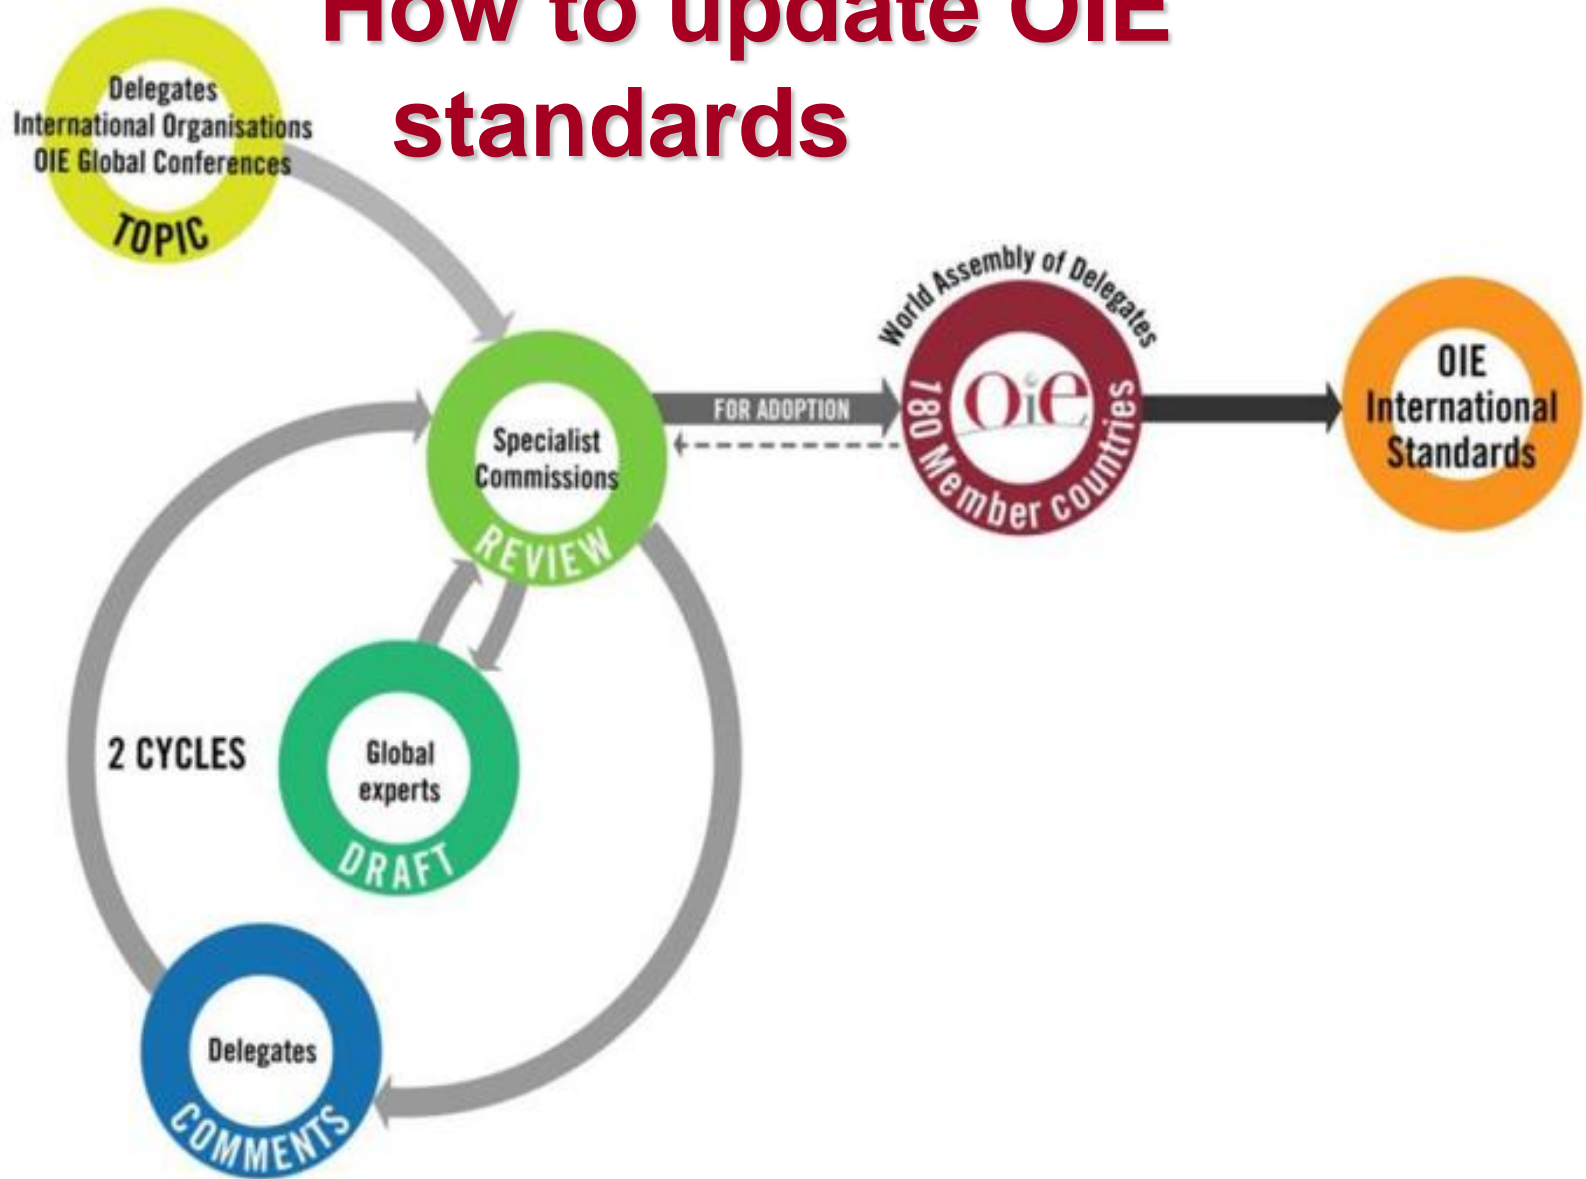 How to update OIE
standards
Delegates
International Organisations
OIE Global Conferences
TOPIC
World Assembly of Delegates
FOR ADOPTION
oie
180 Member countries
OIE
International
Standards
Specialist
Commissions
REVIEW
2 CYCLES
Global
experts
DRAFT
Delegates
COMMENTS